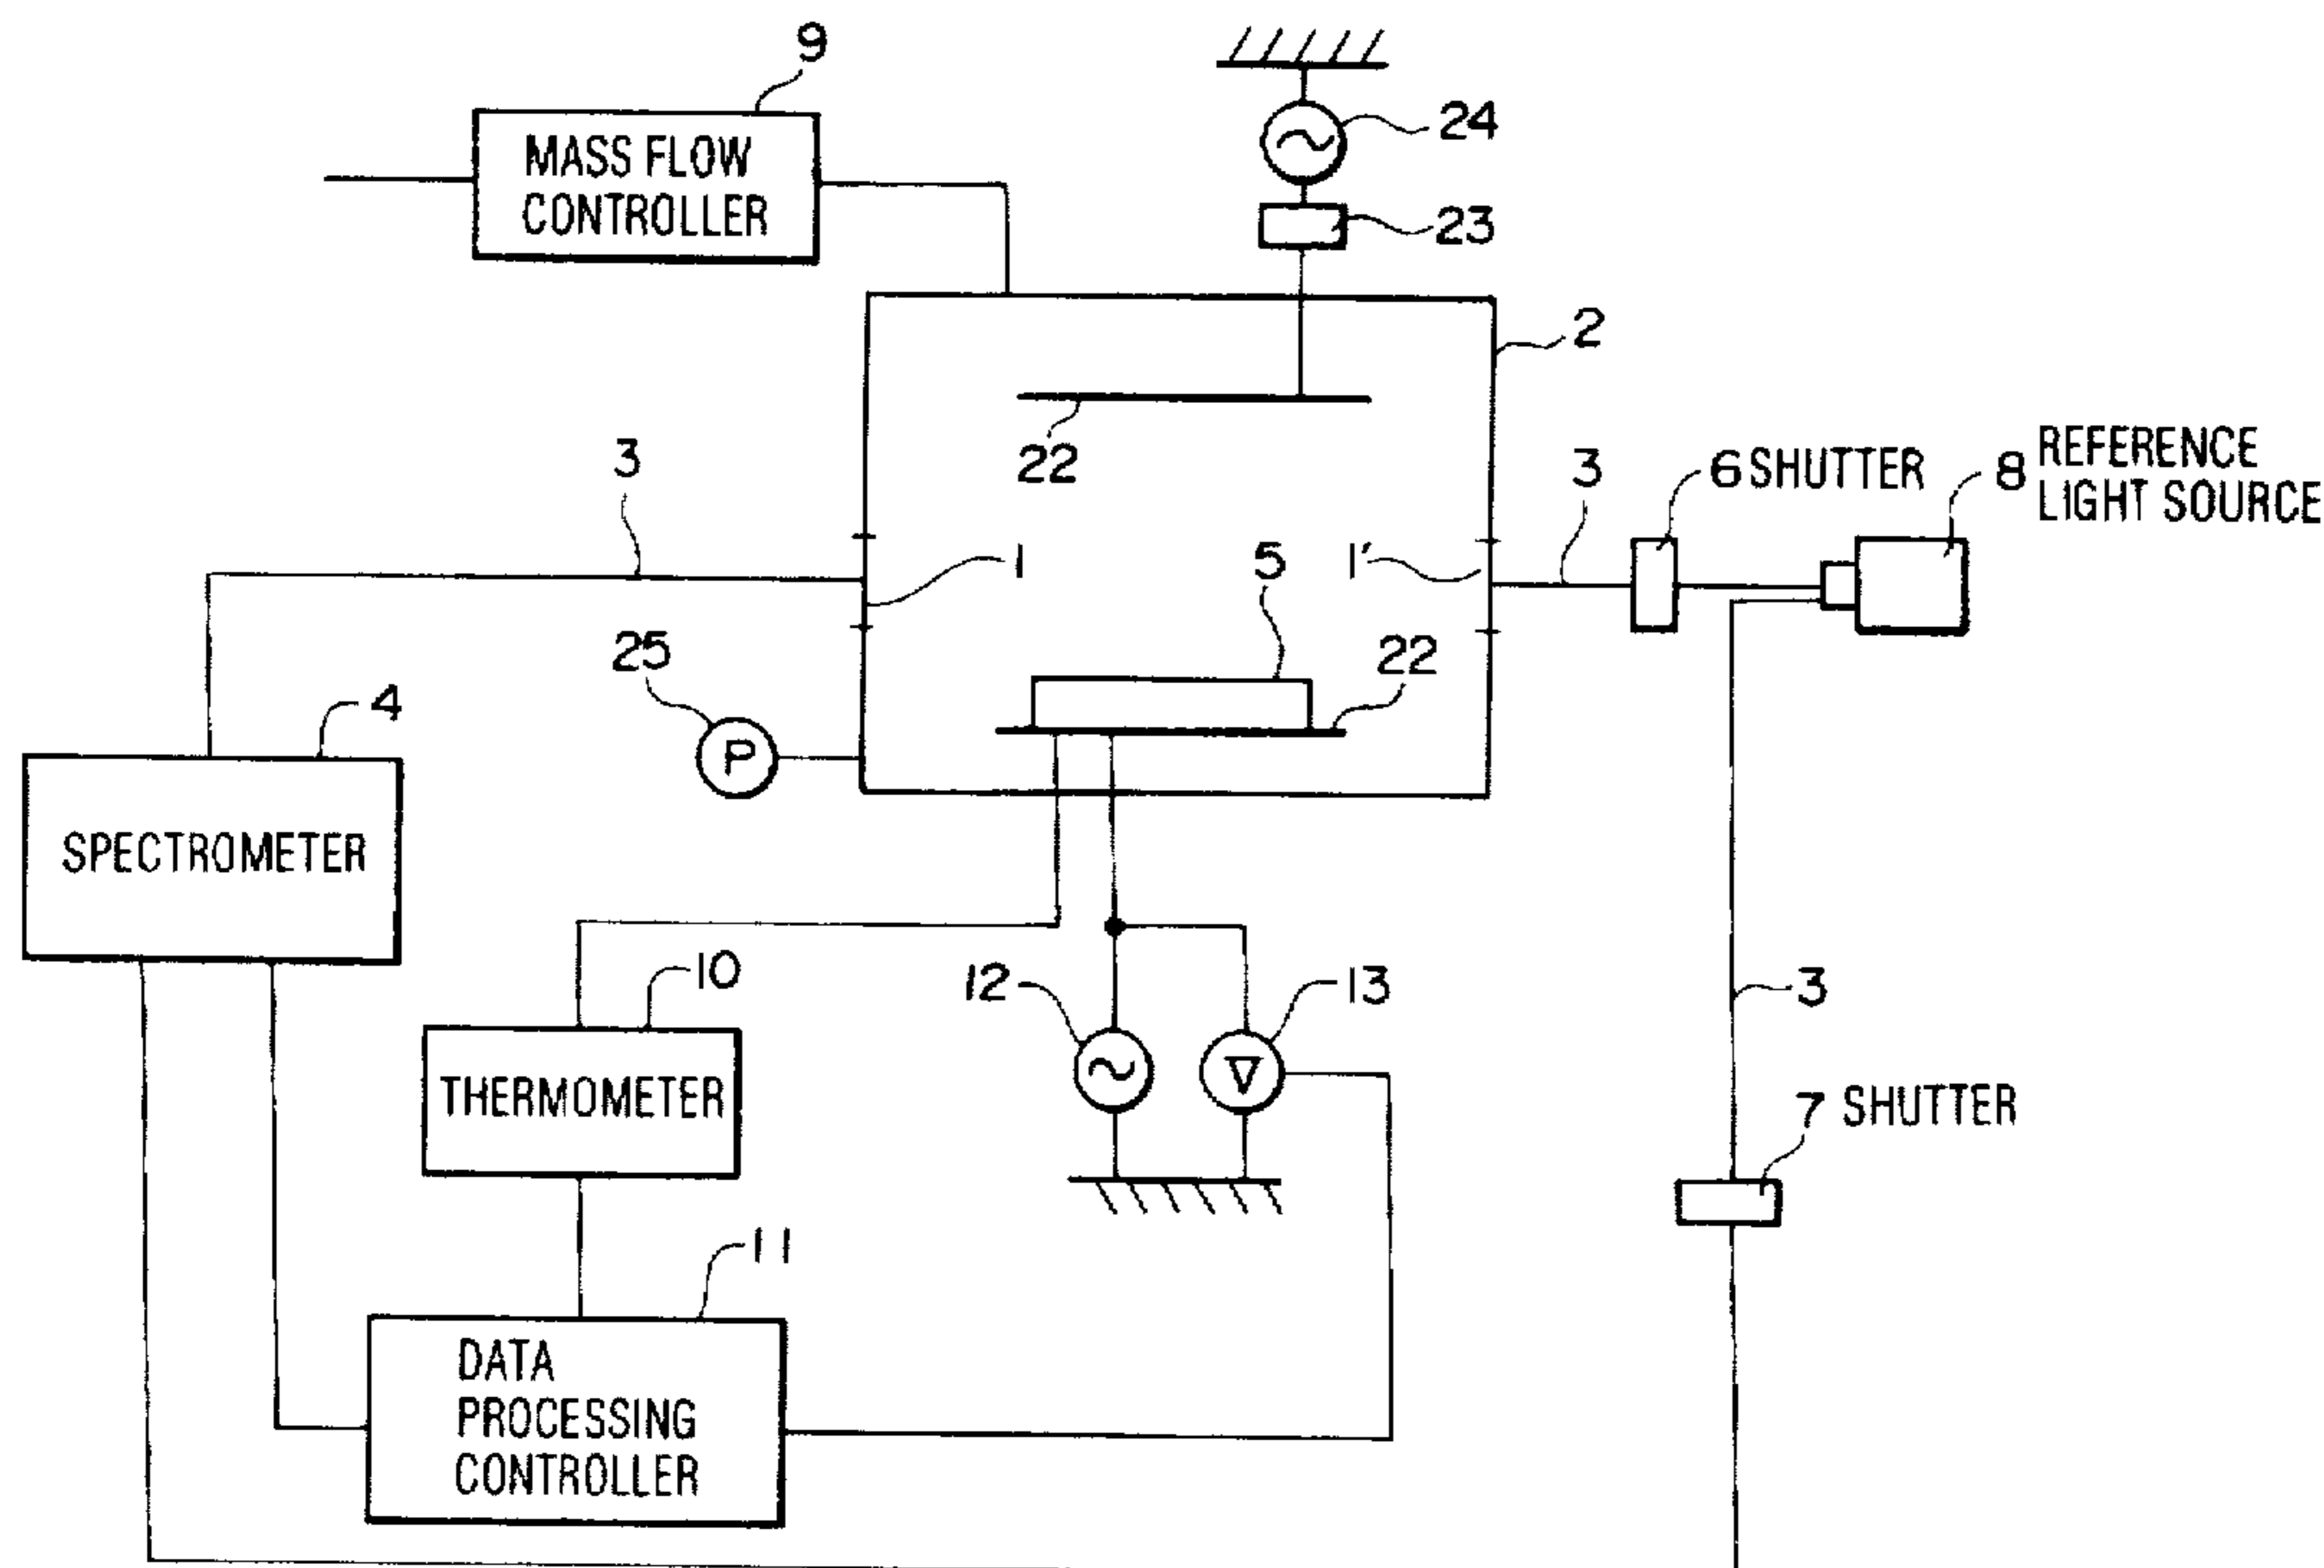 9
MASS FLOW
CONTROLLER
24
23
2
22
3
3
6 SHUTTER
8 REFERENCE
LIGHT SOURCE
1
5
1'
25
22
4
P
SPECTROMETER
10
12
13
3
THERMOMETER
V
7 SHUTTER
11
DATA
PROCESSING
CONTROLLER